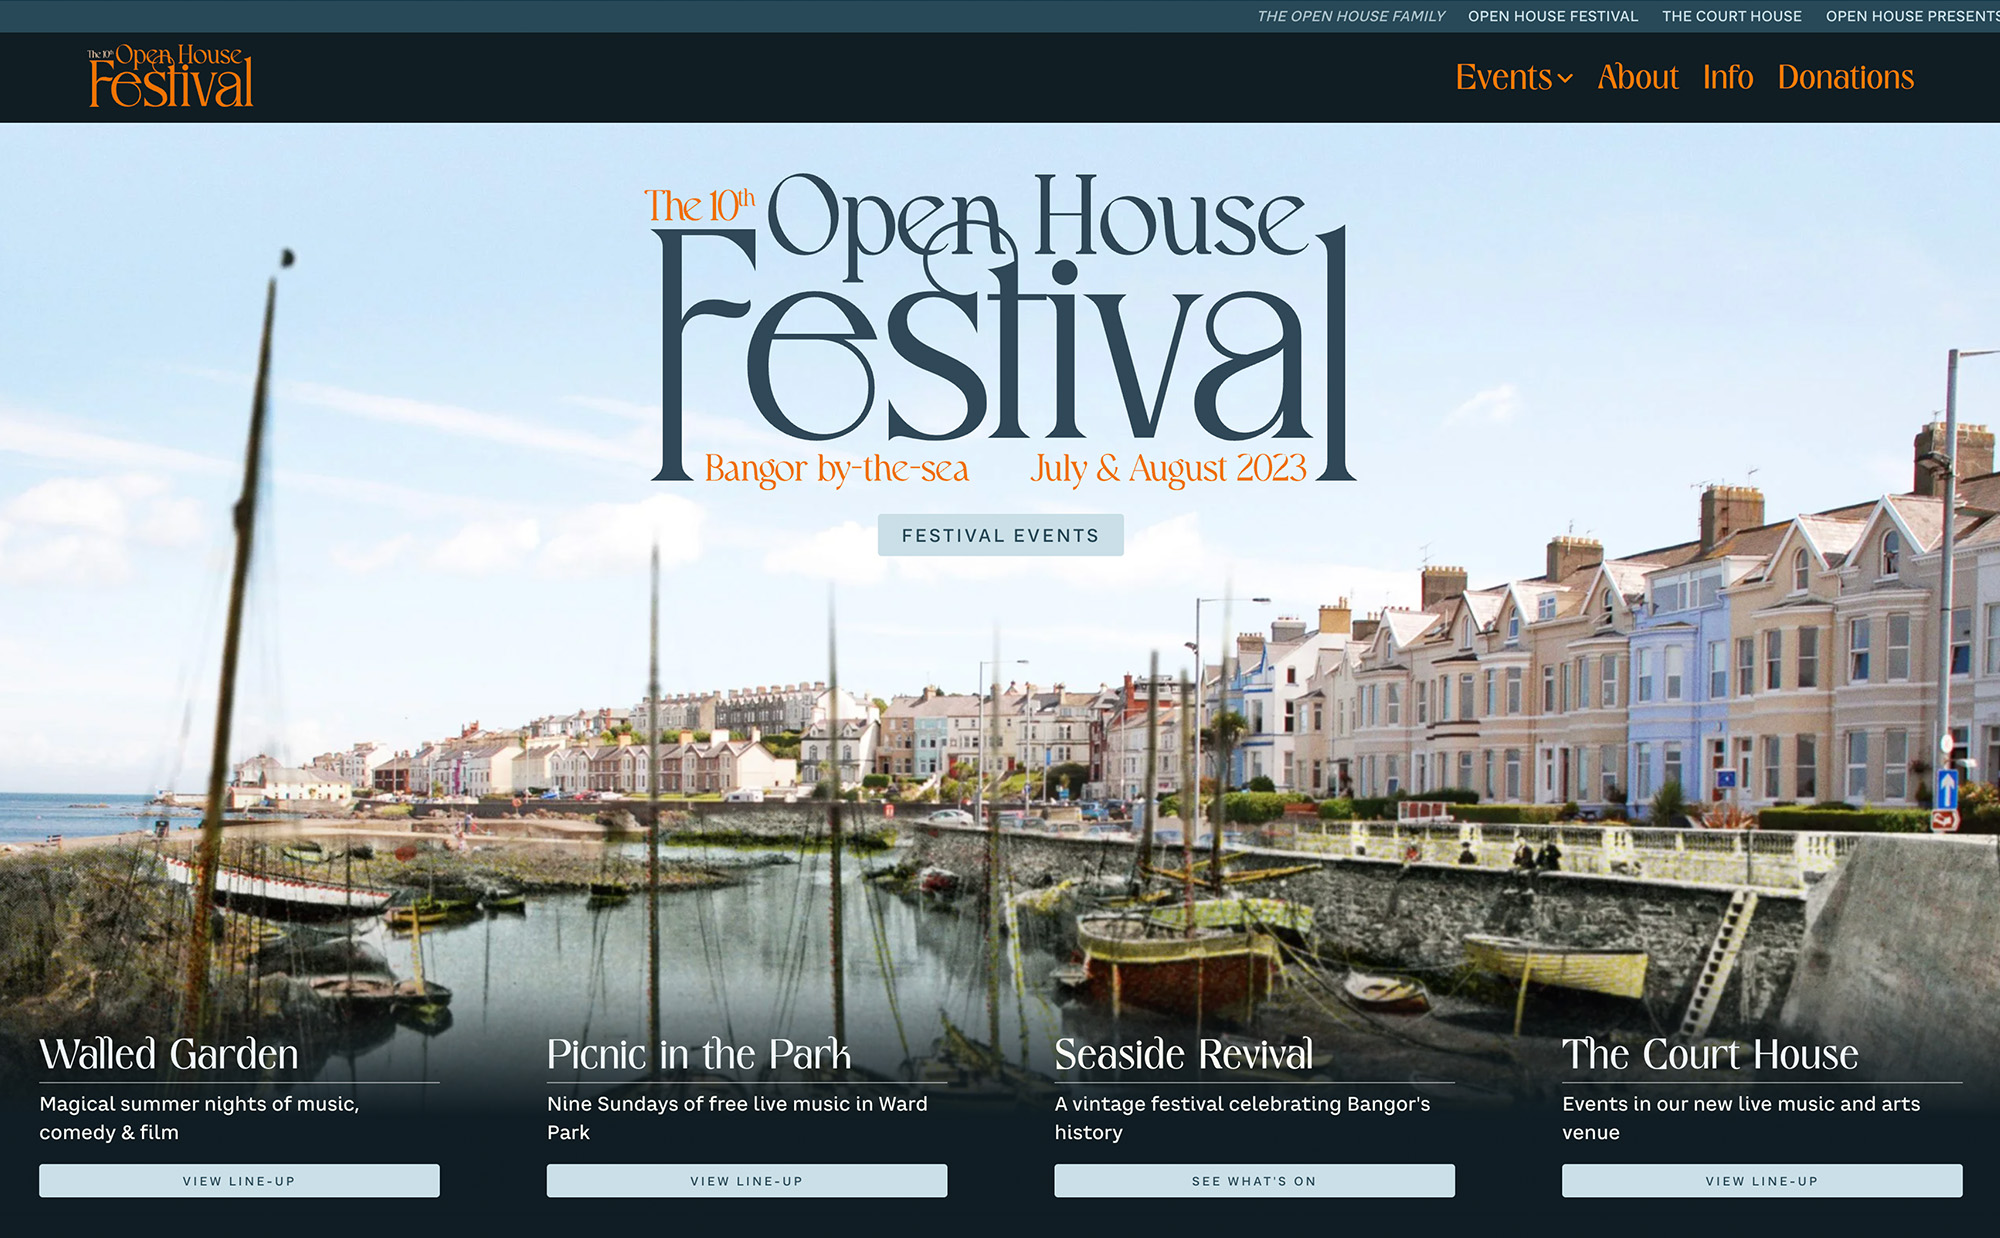 THE OPEN HOUSE FAMILY OPEN HOUSE FESTIVAL THE COURT HOUSE OPEN HOUSE PRESENTS
The 10th Open House
Festival
Events About Info Donations
The 10th Open House
Festival
Bangor by-the-sea July & August 2023
FESTIVAL EVENTS
Walled Garden
Magical summer nights of music,
comedy & film
VIEW LINE-UP
Picnic in the Park
Nine Sundays of free live music in Ward
Park
VIEW LINE-UP
Seaside Revival
A vintage festival celebrating Bangor's
history
SEE WHAT'S ON
The Court House
Events in our new live music and arts
venue
VIEW LINE-UP